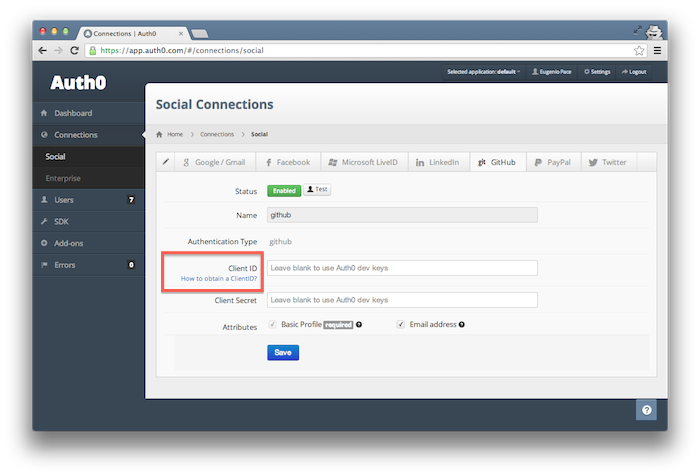 Connections | Auth0
https://app.auth0.com/#/connections/social
Auth0
Selected application: default
Eugenio Pace
Settings
Logout
Dashboard
Connections
Social
Enterprise
Users 7
SDK
Add-ons
Errors 0
Social Connections
Home
Connections
Social
Google / Gmail
Facebook
Microsoft LiveID
LinkedIn
git GitHub
PayPal
Twitter
Status Enabled Test
Name github
Authentication Type github
Client ID Leave blank to use Auth0 dev keys
How to obtain a ClientID?
Client Secret Leave blank to use Auth0 dev keys
Attributes Basic Profile required ? Email address ?
Save
?